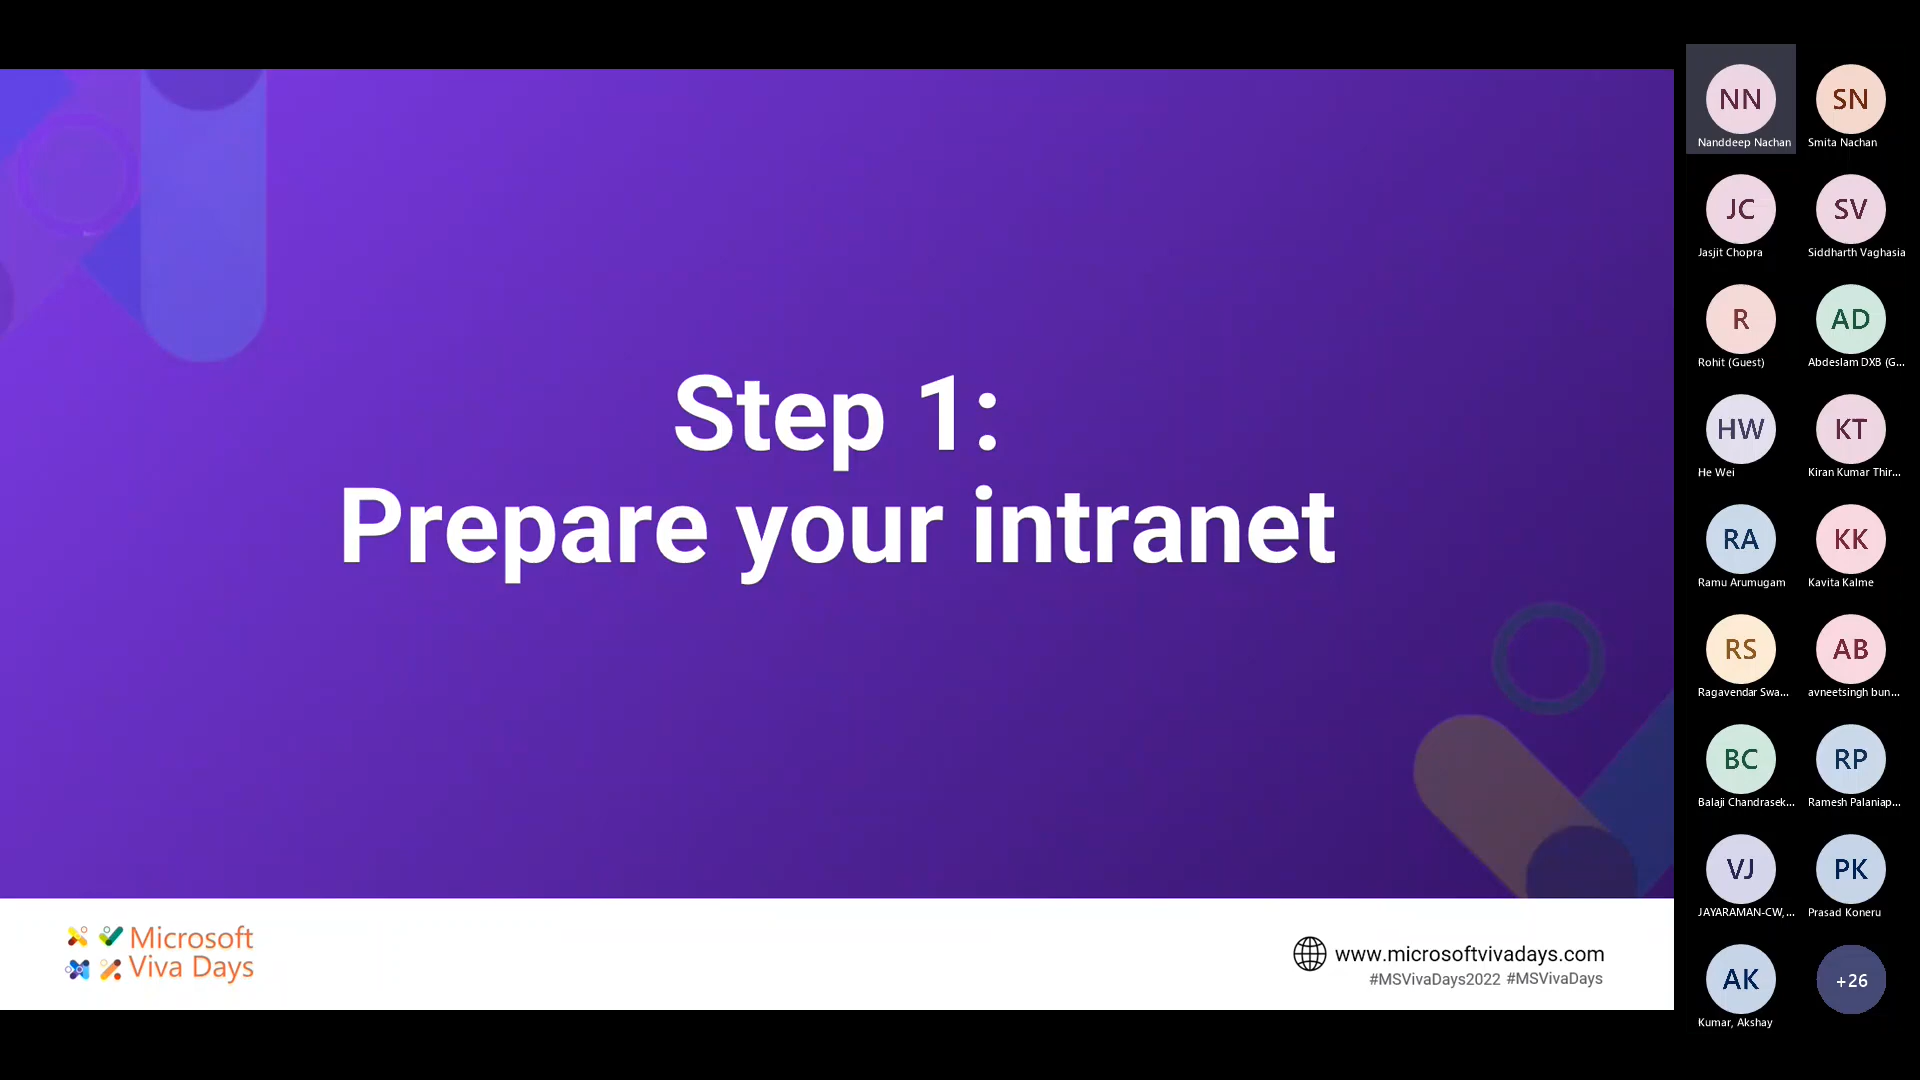 Step 1:
Prepare your intranet
Microsoft
Viva Days
www.microsoftvivadays.com
#MSVivaDays2022 #MSVivaDays
NN
Nanddeep Nachan
SN
Smita Nachan
JC
Jasjit Chopra
SV
Siddharth Vaghasia
R
Rohit (Guest)
AD
Abdeslam DXB (G...
HW
He Wei
KT
Kiran Kumar Thir...
RA
Ramu Arumugam
KK
Kavita Kalme
RS
Ragavendar Swa...
AB
avneetsingh bun...
BC
Balaji Chandrasek...
RP
Ramesh Palaniap...
VJ
JAYARAMAN-CW,...
PK
Prasad Koneru
AK
Kumar, Akshay
+26